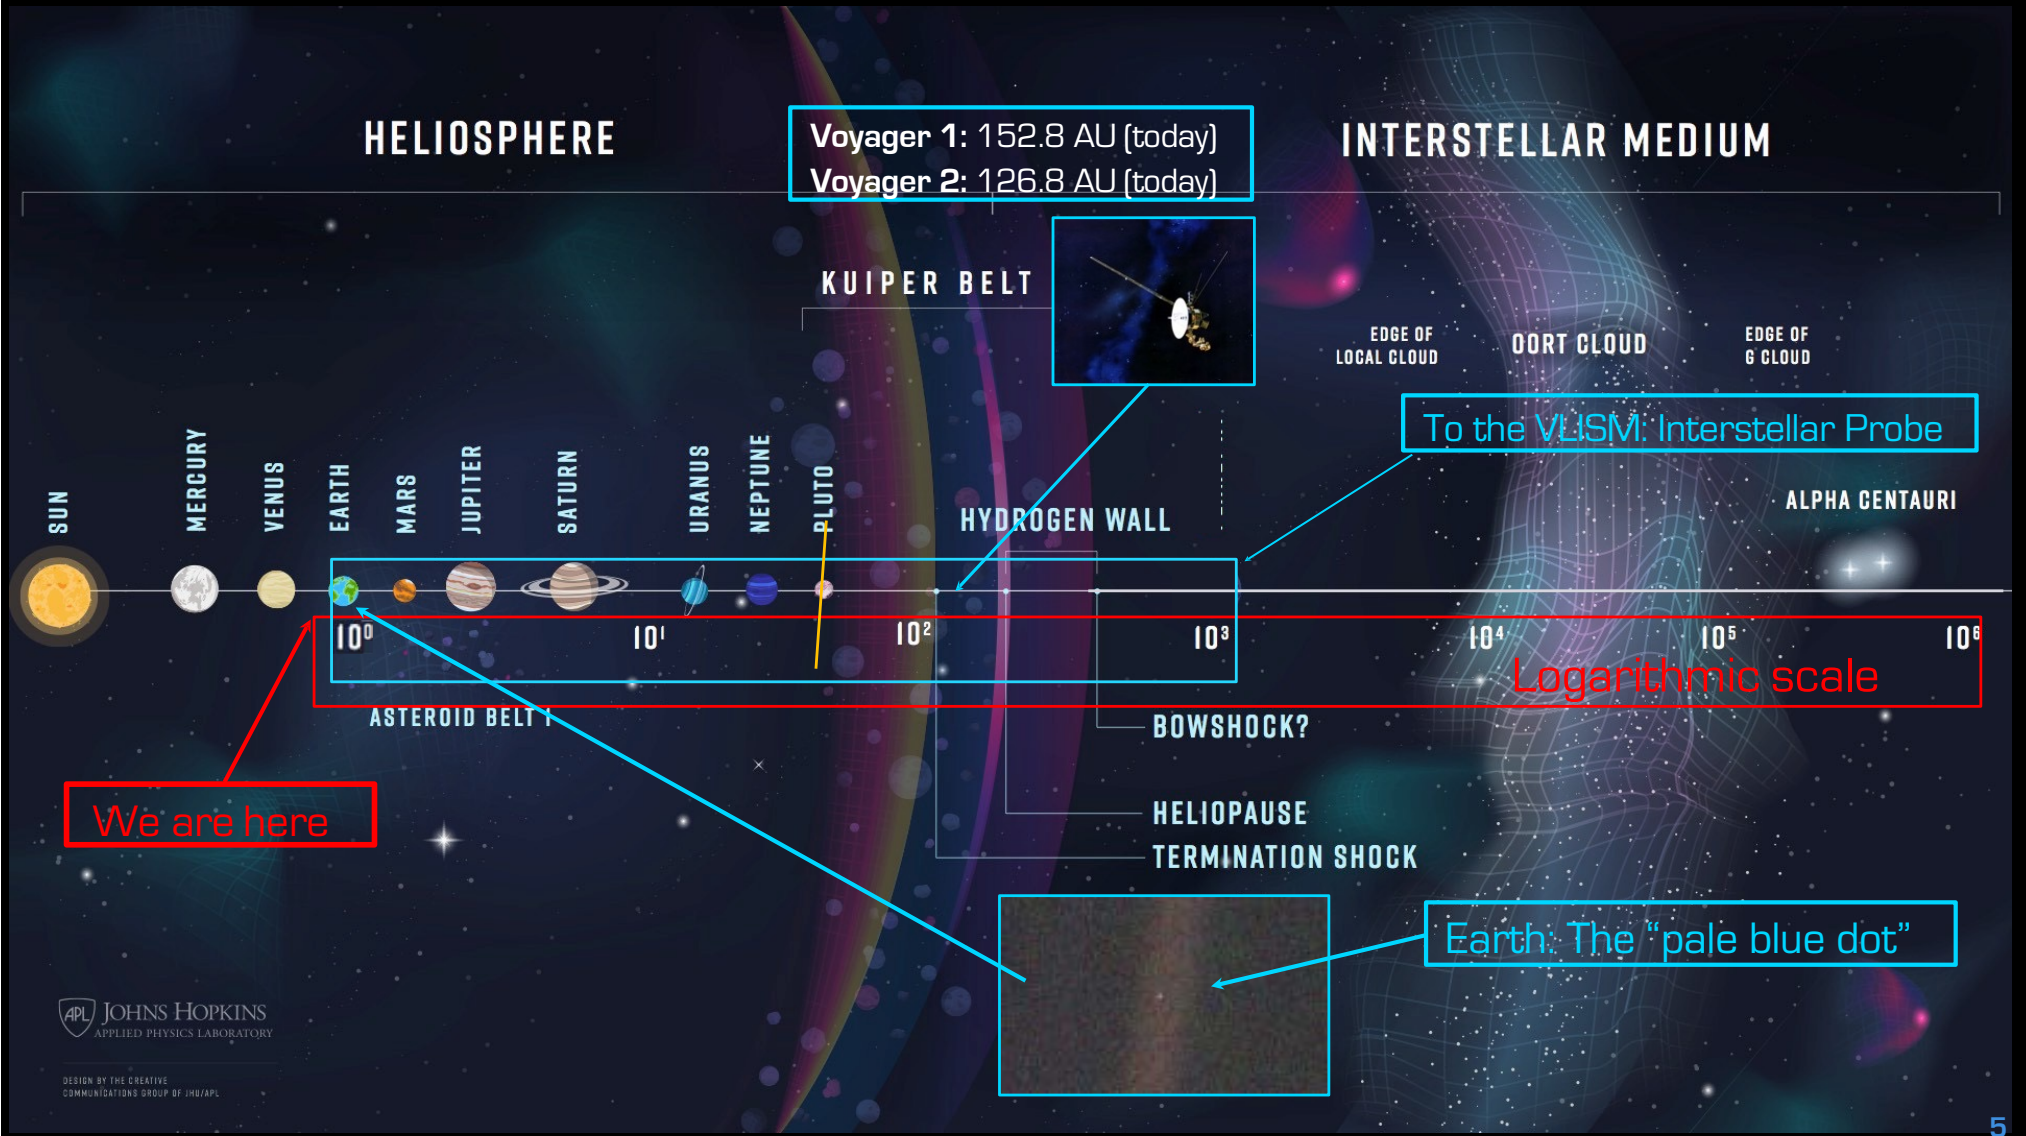 HELIOSPHERE
Voyager 1: 152.8 AU (today)
Voyager 2: 126.8 AU (today)
INTERSTELLAR MEDIUM
KUIPER BELT
EDGE OF
LOCAL CLOUD
OORT CLOUD
EDGE OF
G CLOUD
To the VLISM: Interstellar Probe
SUN
MERCURY
VENUS
EARTH
MARS
JUPITER
SATURN
URANUS
NEPTUNE
PLUTO
HYDROGEN WALL
ALPHA CENTAURI
10⁰
10¹
10²
10³
10⁴
10⁵
10⁶
Logarithmic scale
ASTEROID BELT
BOWSHOCK?
We are here
HELIOPAUSE
TERMINATION SHOCK
Earth: The “pale blue dot”
APL JOHNS HOPKINS
APPLIED PHYSICS LABORATORY
DESIGN BY THE CREATIVE
COMMUNICATIONS GROUP OF JHU/APL
5